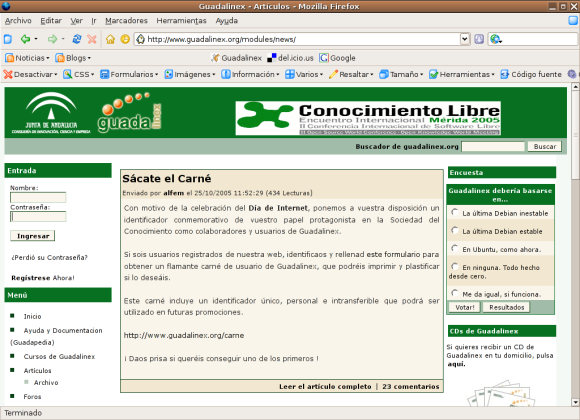 Guadalinex - Artículos - Mozilla Firefox
Archivo Editar Ver Ir Marcadores Herramientas Ayuda
http://www.guadalinex.org/modules/news/
Noticias Blogs Guadalinex del.icio.us Google
Desactivar CSS Formularios Imágenes Información Varios Resaltar Tamaño Herramientas Código fuente
JUNTA DE ANDALUCIA
CONSEJERÍA DE INNOVACIÓN, CIENCIA Y EMPRESA
guada
linex
Conocimiento Libre
Encuentro Internacional Mérida 2005
II Conferencia Internacional de Software Libre
Buscador de guadalinex.org Buscar
Entrada
Nombre:
Contraseña:
Ingresar
¿Perdió su Contraseña?
Regístrese Ahora!
Menú
Inicio
Ayuda y Documentacion
(Guadapedia)
Cursos de Guadalinex
Artículos
Archivo
Foros
Sácate el Carné
Enviado por alfem el 25/10/2005 11:52:29 (434 Lecturas)
Con motivo de la celebración del Día de Internet, ponemos a vuestra disposición un
identificador conmemorativo de vuestro papel protagonista en la Sociedad del
Conocimiento como colaboradores y usuarios de Guadalinex.
Si sois usuarios registrados de nuestra web, identificaos y rellenad este formulario para
obtener un flamante carné de usuario de Guadalinex, que podréis imprimir y plastificar
si lo deseáis.
Este carné incluye un identificador único, personal e intransferible que podrá ser
utilizado en futuras promociones.
http://www.guadalinex.org/carne
¡ Daos prisa si queréis conseguir uno de los primeros !
Leer el artículo completo | 23 comentarios
Encuesta
Guadalinex debería basarse
en...
La última Debian inestable
La última Debian estable
En Ubuntu, como ahora.
En ninguna. Todo hecho
desde cero.
Me da igual, si funciona.
Votar! Resultados
CDs de Guadalinex
Si quieres recibir un CD de
Guadalinex en tu domicilio, pulsa
aquí.
Terminado